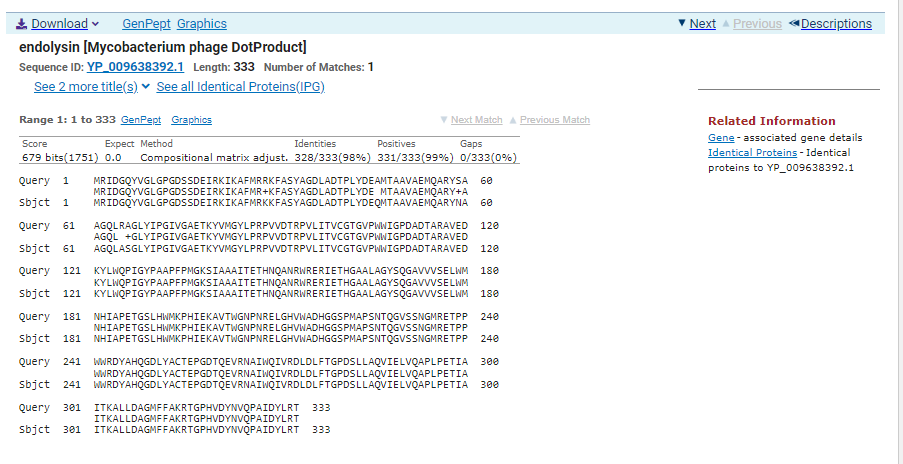 Download GenPept Graphics Next Previous Descriptions
endolysin [Mycobacterium phage DotProduct]
Sequence ID: YP_009638392.1 Length: 333 Number of Matches: 1
See 2 more title(s) See all Identical Proteins(IPG)
Range 1: 1 to 333 GenPept Graphics Next Match Previous Match
Score Expect Method Identities Positives Gaps
679 bits(1751) 0.0 Compositional matrix adjust. 328/333(98%) 331/333(99%) 0/333(0%)
Query 1 MRIDGQYVGLGPGDSSDEIRKIKAFMRRKFASYAGDLADTPLYDEAMTAAVAEMQARYSA 60
MRIDGQYVGLGPGDSSDEIRKIKAFMR+KFASYAGDLADTPLYDE MTAAVAEMQARY+A
Sbjct 1 MRIDGQYVGLGPGDSSDEIRKIKAFMRKKFASYAGDLADTPLYDEQMTAAVAEMQARYNA 60
Query 61 AGQLRAGLYIPGIVGAETKYVMGYLPRPVVDTRPVLITVCGTGVPWWIGPDADTARAVED 120
AGQL +GLYIPGIVGAETKYVMGYLPRPVVDTRPVLITVCGTGVPWWIGPDADTARAVED
Sbjct 61 AGQLASGLYIPGIVGAETKYVMGYLPRPVVDTRPVLITVCGTGVPWWIGPDADTARAVED 120
Query 121 KYLWQPIGYPAAPFPMGKSIAAAITETHNQANRWRERIETHGAALAGYSQGAVVVSELWM 180
KYLWQPIGYPAAPFPMGKSIAAAITETHNQANRWRERIETHGAALAGYSQGAVVVSELWM
Sbjct 121 KYLWQPIGYPAAPFPMGKSIAAAITETHNQANRWRERIETHGAALAGYSQGAVVVSELWM 180
Query 181 NHIAPETGSLHWMKPHIEKAVTWGNPNRELGHVWADHGGSPMAPSNTQGVSSNGMRETPP 240
NHIAPETGSLHWMKPHIEKAVTWGNPNRELGHVWADHGGSPMAPSNTQGVSSNGMRETPP
Sbjct 181 NHIAPETGSLHWMKPHIEKAVTWGNPNRELGHVWADHGGSPMAPSNTQGVSSNGMRETPP 240
Query 241 WWRDYAHQGDLYACTEPGDTQEVRNAIWQIVRDLDLFTGPDSLLAQVIELVQAPLPETIA 300
WWRDYAHQGDLYACTEPGDTQEVRNAIWQIVRDLDLFTGPDSLLAQVIELVQAPLPETIA
Sbjct 241 WWRDYAHQGDLYACTEPGDTQEVRNAIWQIVRDLDLFTGPDSLLAQVIELVQAPLPETIA 300
Query 301 ITKALLDAGMFFAKRTGPHVDYNVQPAIDYLRT 333
ITKALLDAGMFFAKRTGPHVDYNVQPAIDYLRT
Sbjct 301 ITKALLDAGMFFAKRTGPHVDYNVQPAIDYLRT 333
Related Information
Gene - associated gene details
Identical Proteins - Identical
proteins to YP_009638392.1